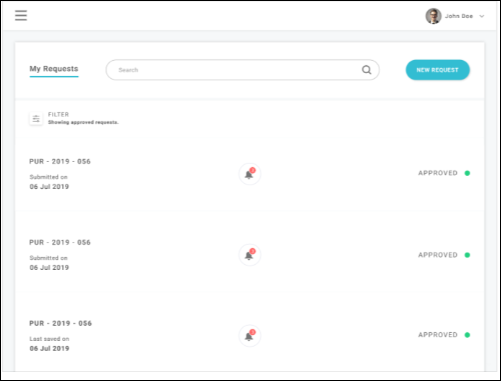 John Doe
My Requests
Search
NEW REQUEST
FILTER
Showing approved requests.
PUR - 2019 - 056
Submitted on
06 Jul 2019
APPROVED
PUR - 2019 - 056
Submitted on
06 Jul 2019
APPROVED
PUR - 2019 - 056
Last saved on
06 Jul 2019
APPROVED